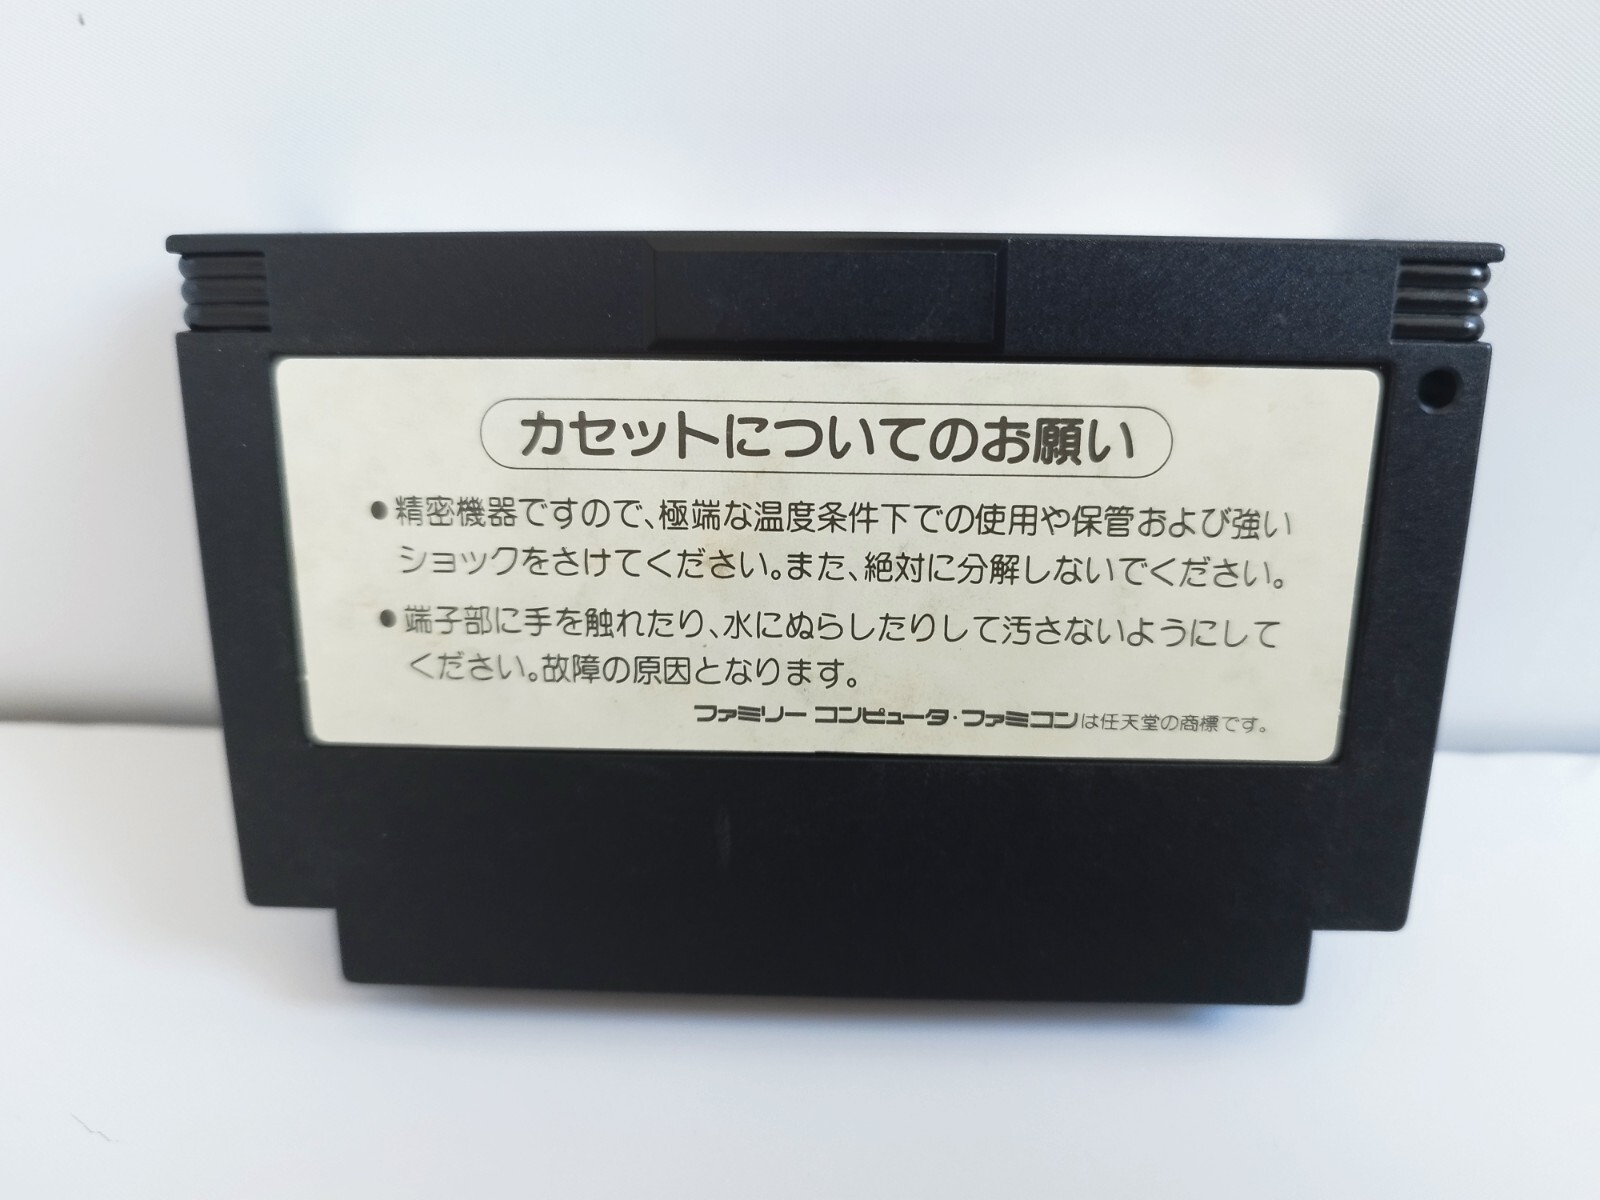 カセットについてのお願い
●精密機器ですので、極端な温度条件下での使用や保管および強い
ショックをさけてください。また、絶対に分解しないでください。
●端子部に手を触れたり、水にぬらしたりして汚さないようにして
ください。故障の原因となります。
ファミリー コンピュータ・ファミコンは任天堂の商標です。